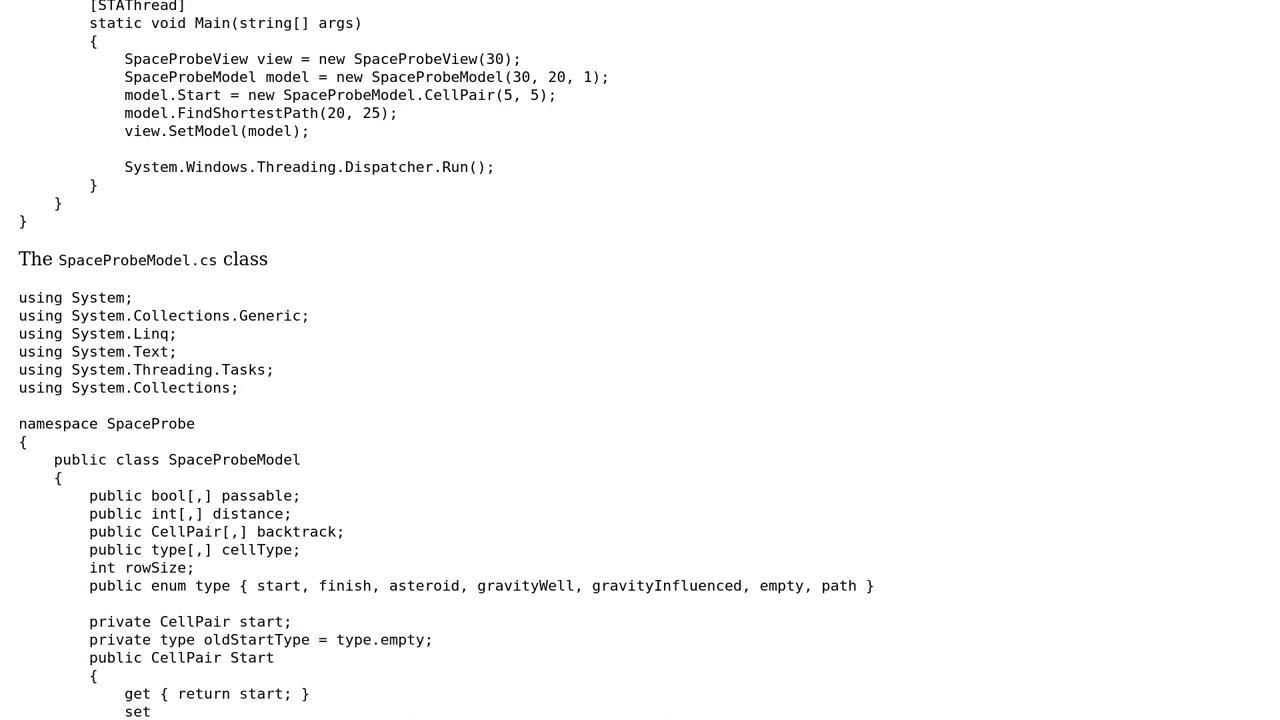 [STAThread]
static void Main(string[] args)
{
SpaceProbeView view = new SpaceProbeView(30);
SpaceProbeModel model = new SpaceProbeModel(30, 20, 1);
model.Start = new SpaceProbeModel.CellPair(5, 5);
model.FindShortestPath(20, 25);
view.SetModel(model);
System.Windows.Threading.Dispatcher.Run();
}
}
}
The SpaceProbeModel.cs class
using System;
using System.Collections.Generic;
using System.Linq;
using System.Text;
using System.Threading.Tasks;
using System.Collections;
namespace SpaceProbe
{
public class SpaceProbeModel
{
public bool[,] passable;
public int[,] distance;
public CellPair[,] backtrack;
public type[,] cellType;
int rowSize;
public enum type { start, finish, asteroid, gravityWell, gravityInfluenced, empty, path }
private CellPair start;
private type oldStartType = type.empty;
public CellPair Start
{
get { return start; }
set